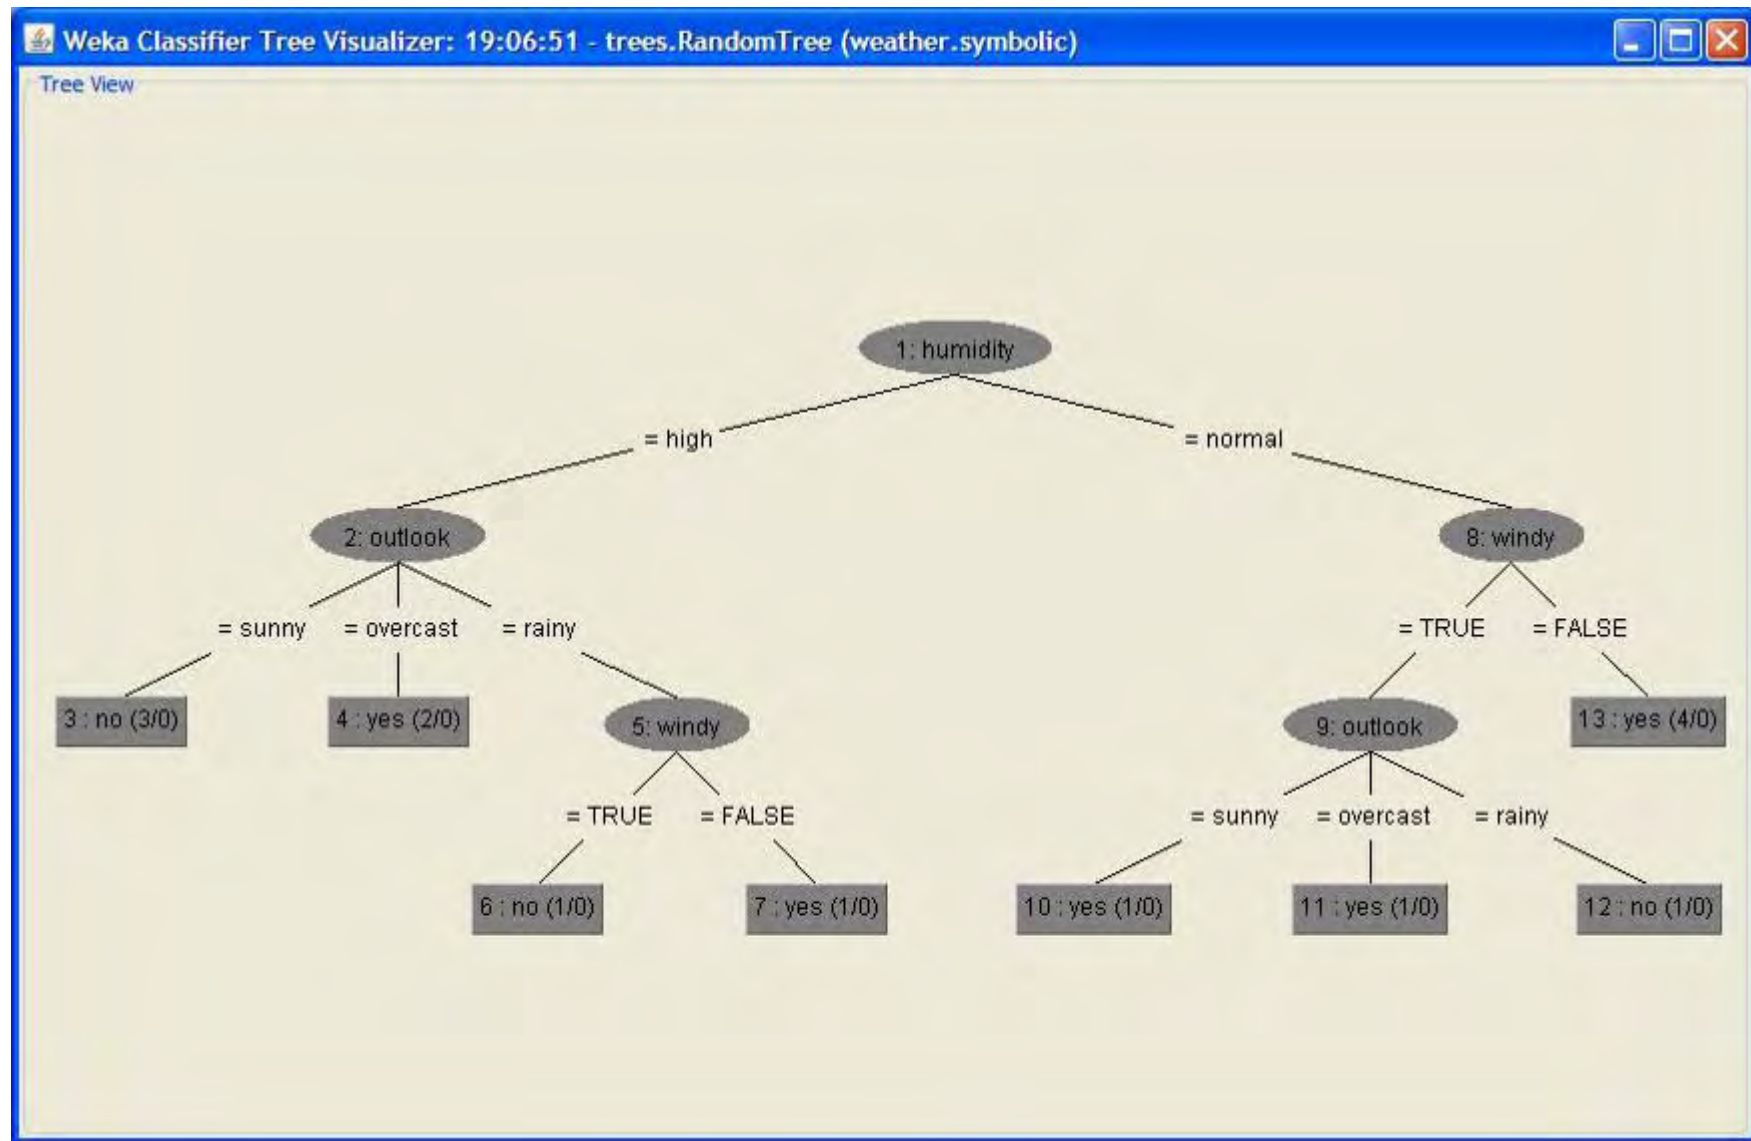 Weka Classifier Tree Visualizer: 19:06:51 - trees.RandomTree (weather.symbolic)
Tree View
1: humidity
= high
= normal
2: outlook
8: windy
= sunny
= overcast
= rainy
= TRUE
= FALSE
3 : no (3/0)
4 : yes (2/0)
5: windy
9: outlook
13 : yes (4/0)
= TRUE
= FALSE
= sunny
= overcast
= rainy
6 : no (1/0)
7 : yes (1/0)
10 : yes (1/0)
11 : yes (1/0)
12 : no (1/0)